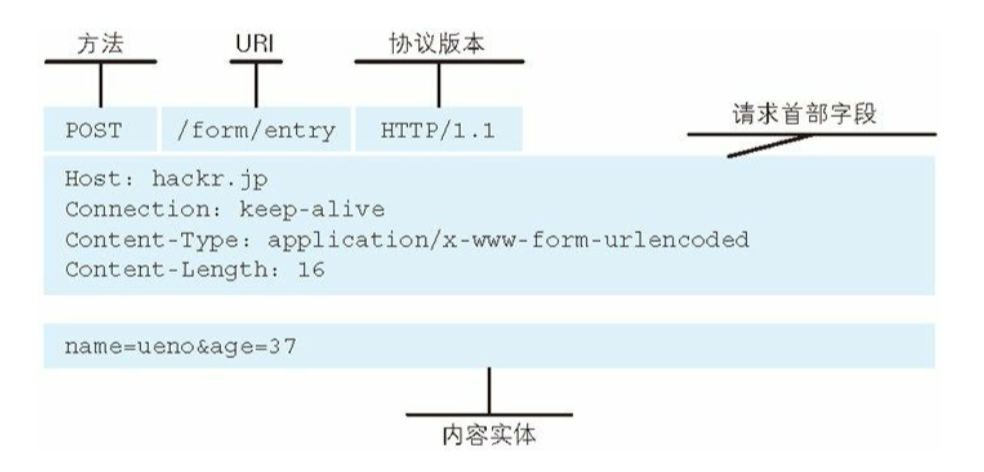 方法 URI 协议版本
请求首部字段
POST /form/entry HTTP/1.1
Host: hackr.jp
Connection: keep-alive
Content-Type: application/x-www-form-urlencoded
Content-Length: 16
name=ueno&age=37
内容实体